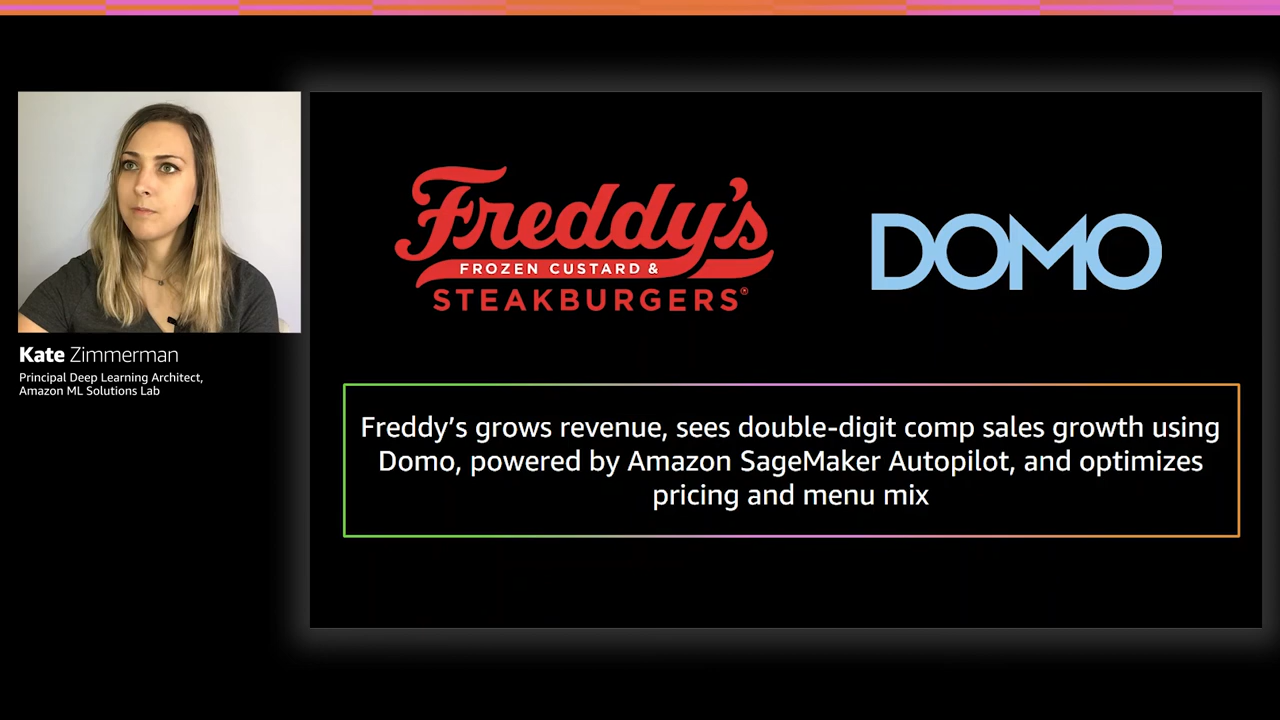 Kate Zimmerman
Principal Deep Learning Architect,
Amazon ML Solutions Lab
Freddy's
FROZEN CUSTARD &
STEAKBURGERS®
DOMO
Freddy’s grows revenue, sees double-digit comp sales growth using
Domo, powered by Amazon SageMaker Autopilot, and optimizes
pricing and menu mix